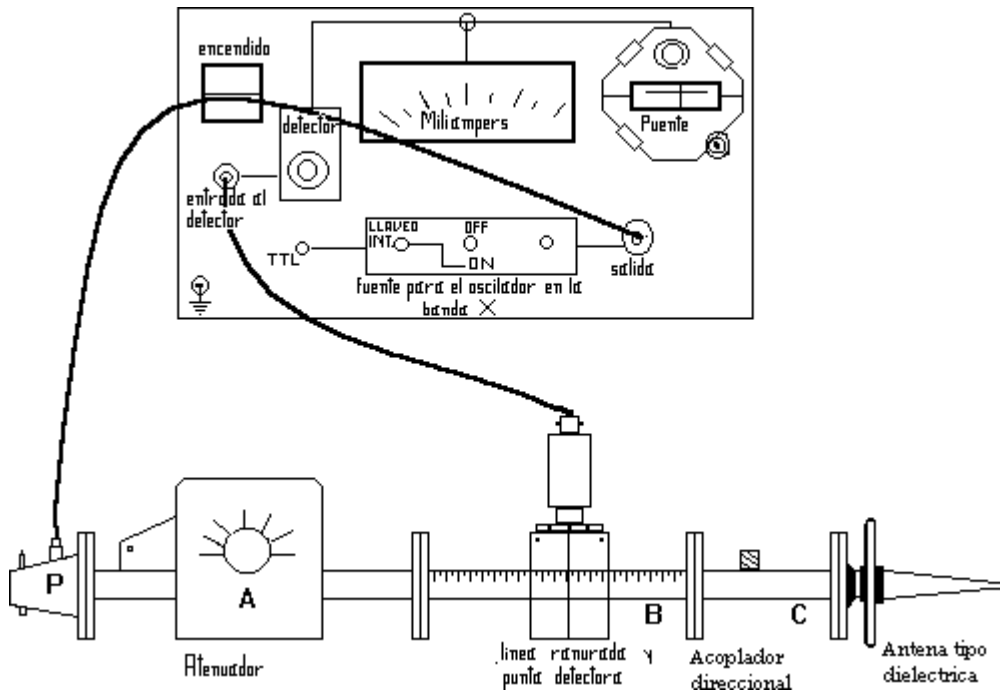 encendido
detector
Miliampers
Puente
entrada al
detector
LLAVEO
INT.
OFF
ON
TTL
salida
fuente para el oscilador en la
banda X
P
A
B
C
Atenuador
linea ranurada y
punta detectora
Acoplador
direccional
Antena tipo
dielectrica